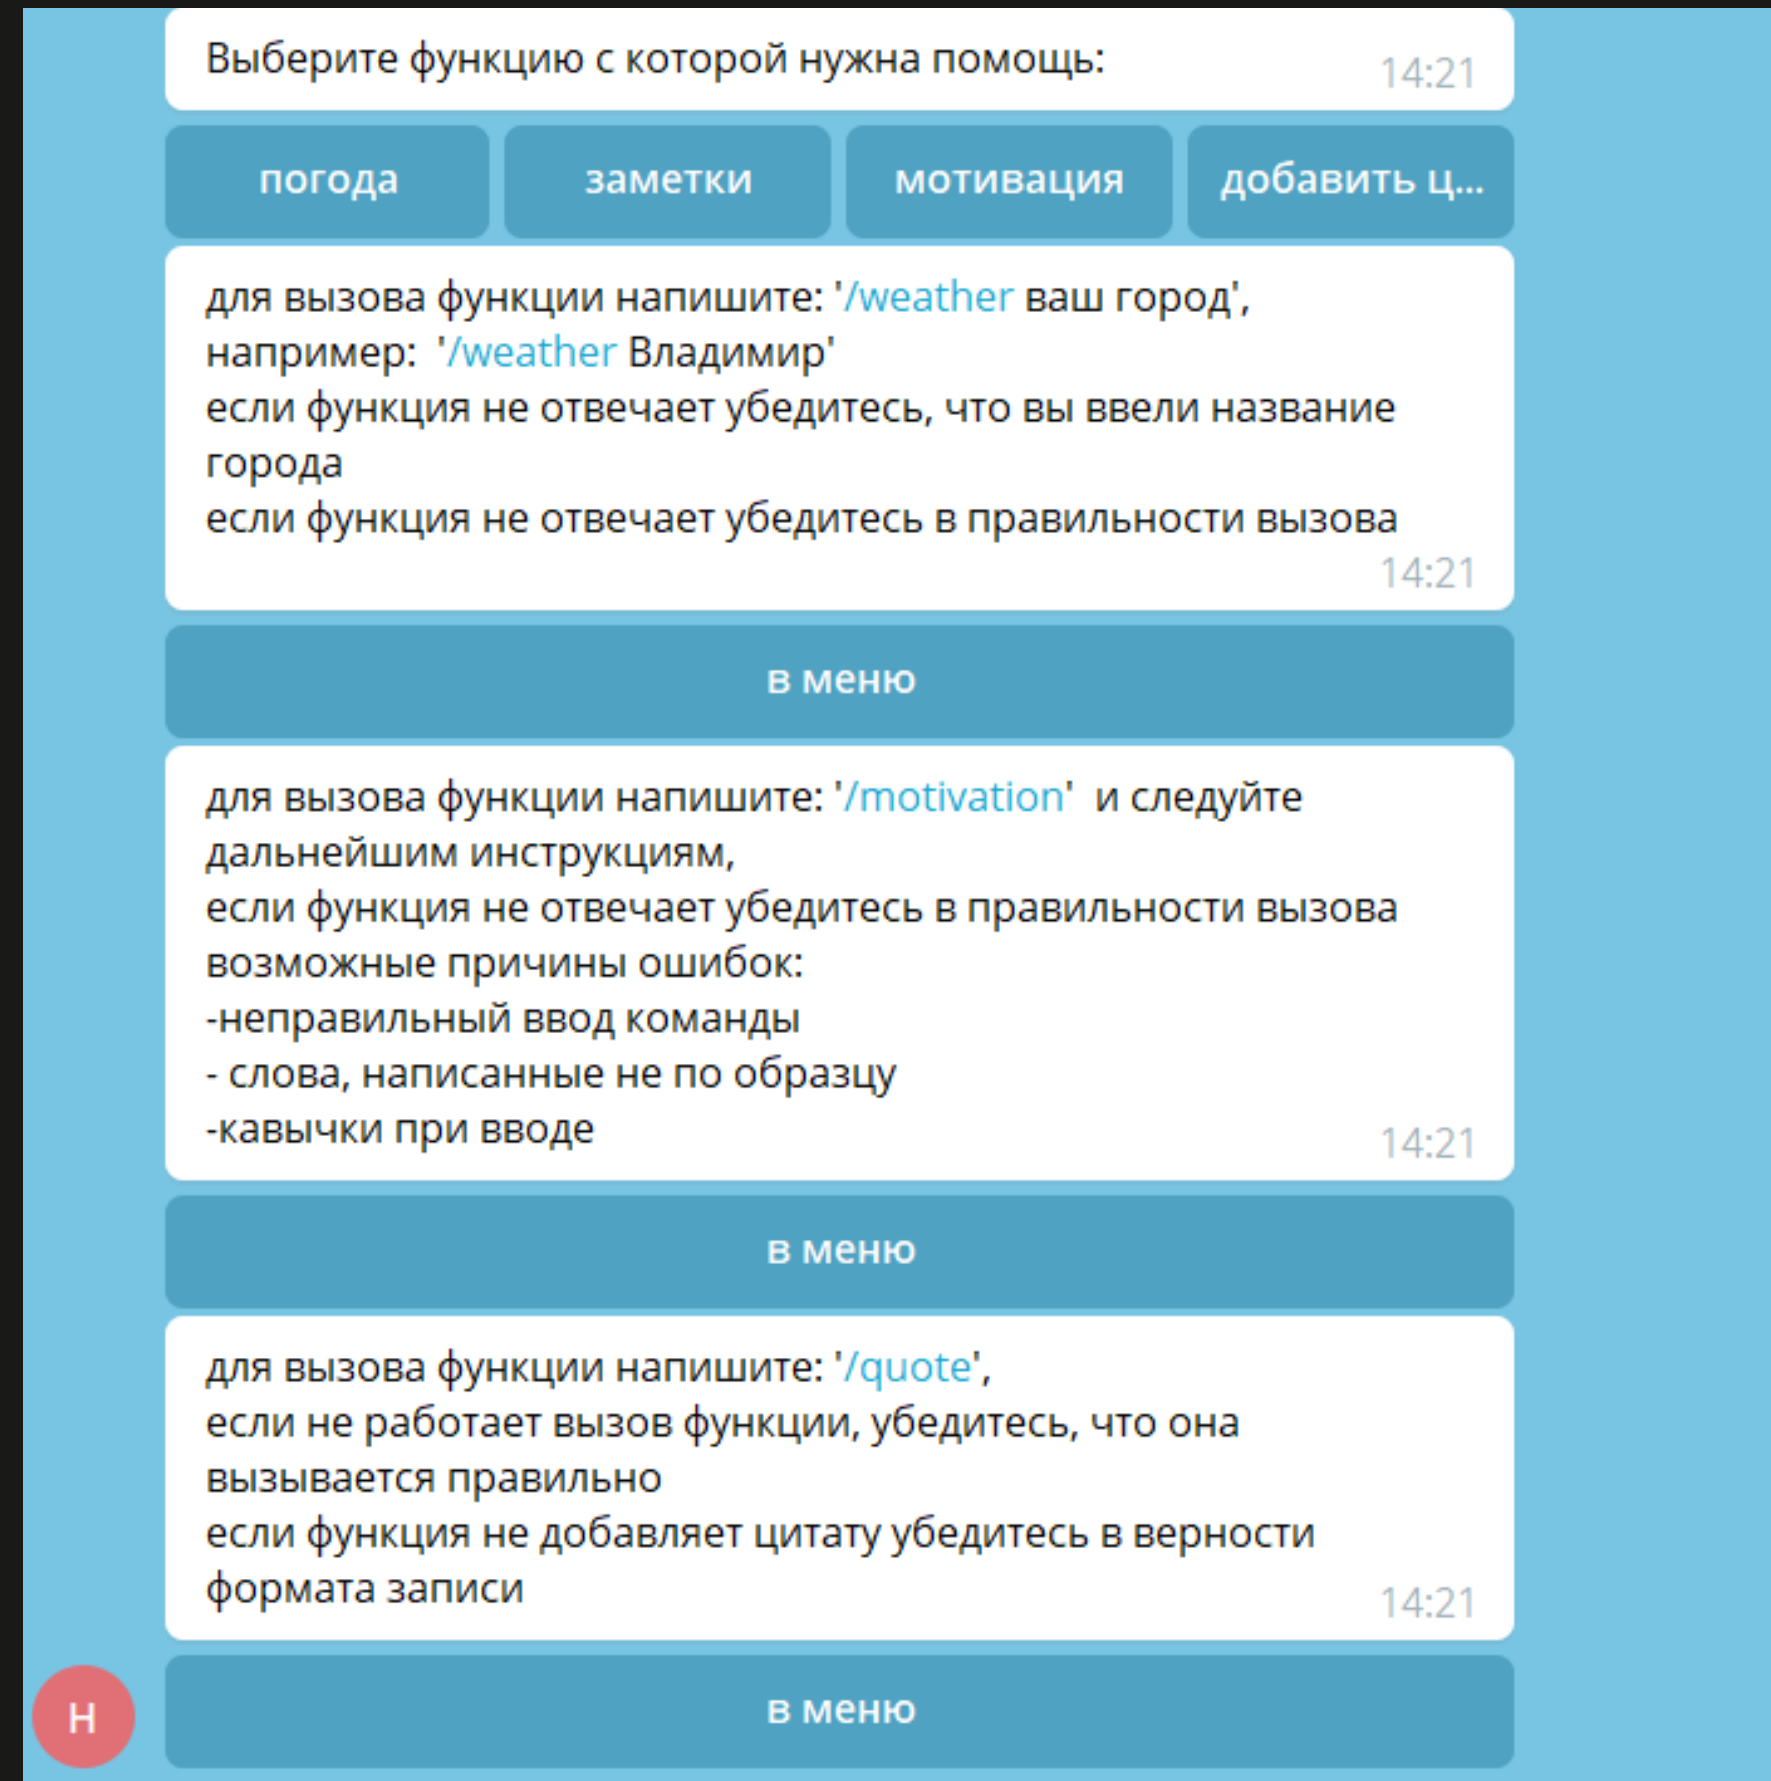 Выберите функцию с которой нужна помощь:
14:21
погода заметки мотивация добавить ц...
для вызова функции напишите: '/weather ваш город',
например:  '/weather Владимир'
если функция не отвечает убедитесь, что вы ввели название
города
если функция не отвечает убедитесь в правильности вызова
14:21
в меню
для вызова функции напишите: '/motivation'  и следуйте
дальнейшим инструкциям,
если функция не отвечает убедитесь в правильности вызова
возможные причины ошибок:
-неправильный ввод команды
- слова, написанные не по образцу
-кавычки при вводе
14:21
в меню
для вызова функции напишите: '/quote',
если не работает вызов функции, убедитесь, что она
вызывается правильно
если функция не добавляет цитату убедитесь в верности
формата записи
14:21
Н
в меню